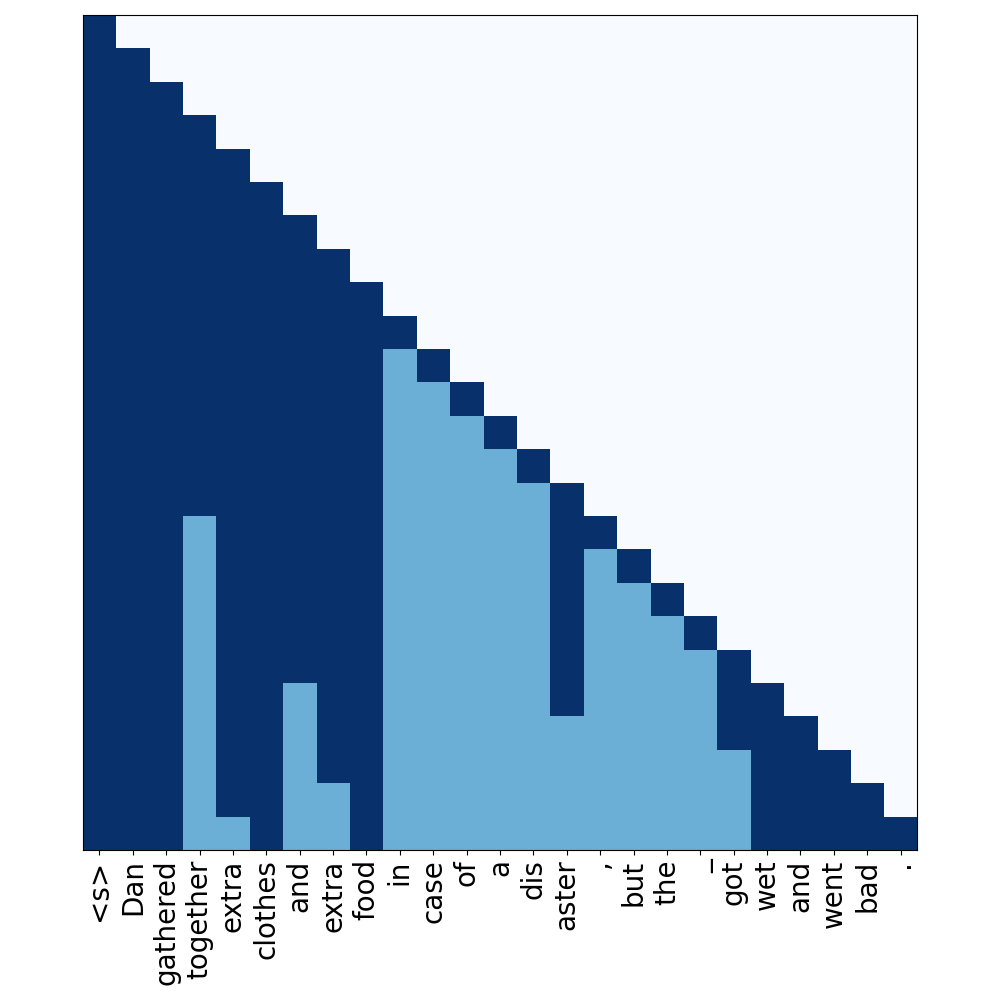 <s>
Dan
gathered
together
extra
clothes
and
extra
food
in
case
of
a
dis
aster
,
but
the
_
got
wet
and
went
bad
.